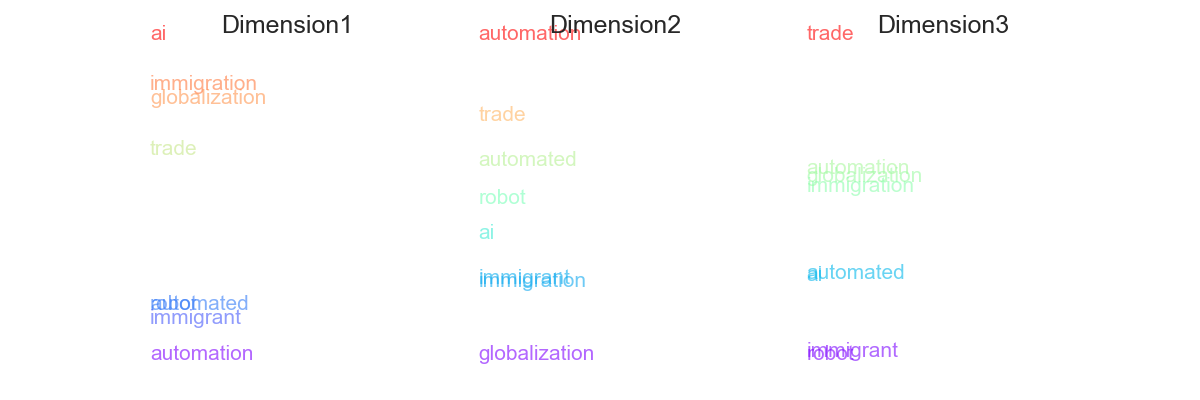 Dimension1
ai
immigration
globalization
trade
robot
automated
immigrant
automation
Dimension2
automation
trade
automated
robot
ai
immigrant
immigration
globalization
Dimension3
trade
automation
globalization
immigration
automated
ai
immigrant
robot